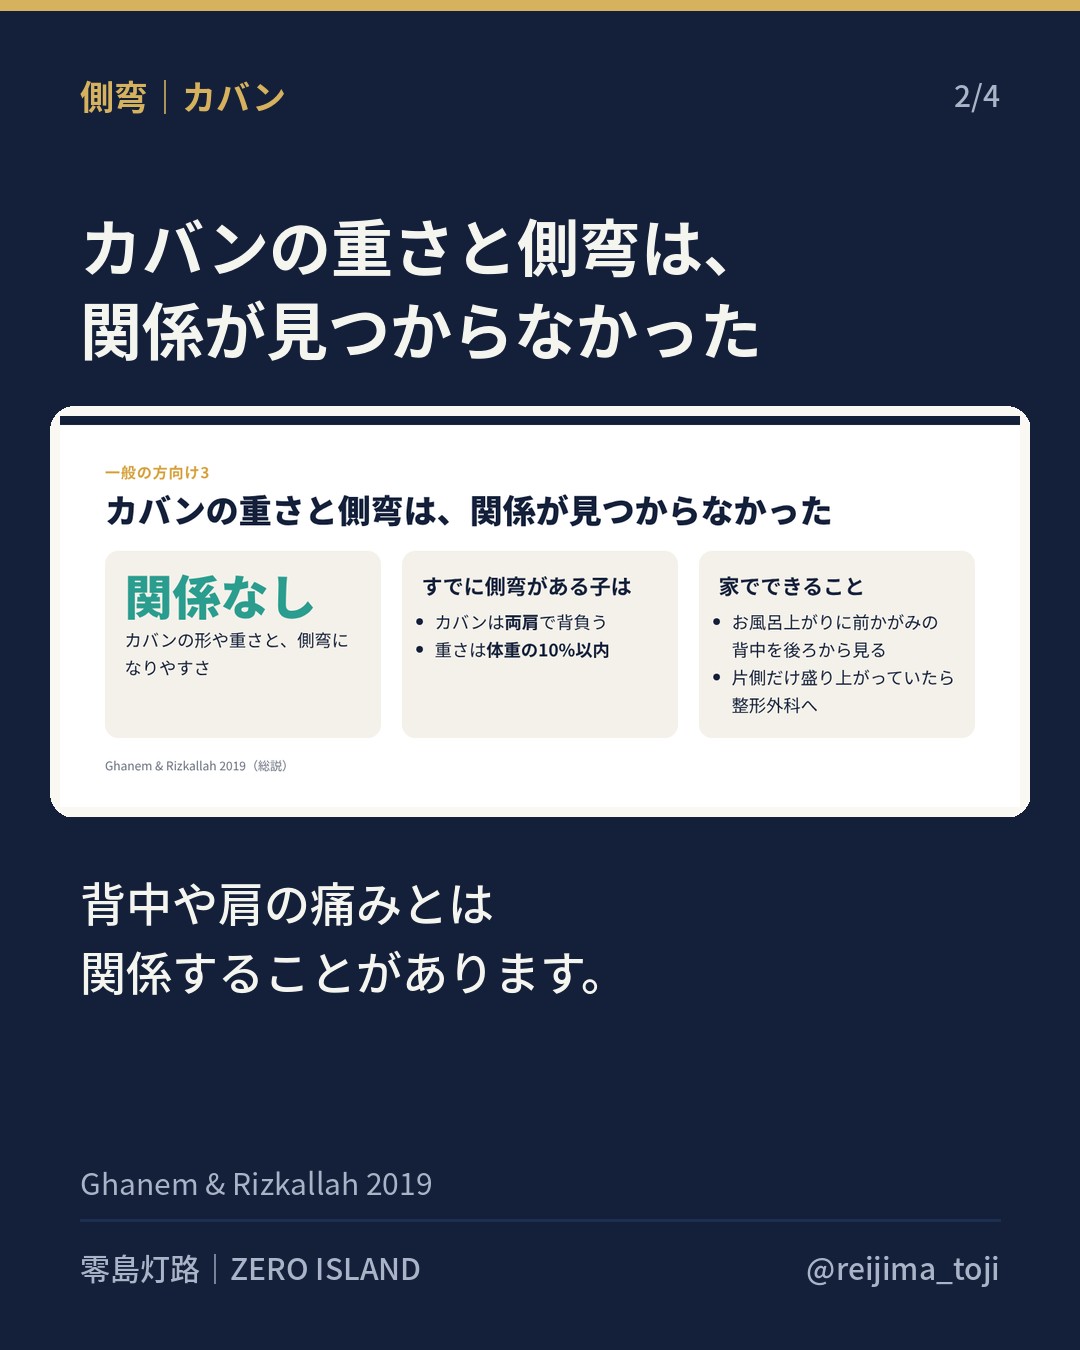 側弯｜カバン
2/4
カバンの重さと側弯は、
関係が見つからなかった
一般の方向け3
カバンの重さと側弯は、関係が見つからなかった
関係なし
カバンの形や重さと、側弯に
なりやすさ
すでに側弯がある子は
• カバンは両肩で背負う
• 重さは体重の10%以内
家でできること
• お風呂上がりに前かがみの
背中を後ろから見る
• 片側だけ盛り上がっていたら
整形外科へ
Ghanem & Rizkallah 2019（総説）
背中や肩の痛みとは
関係することがあります。
Ghanem & Rizkallah 2019
零島灯路｜ZERO ISLAND
@reijima_toji